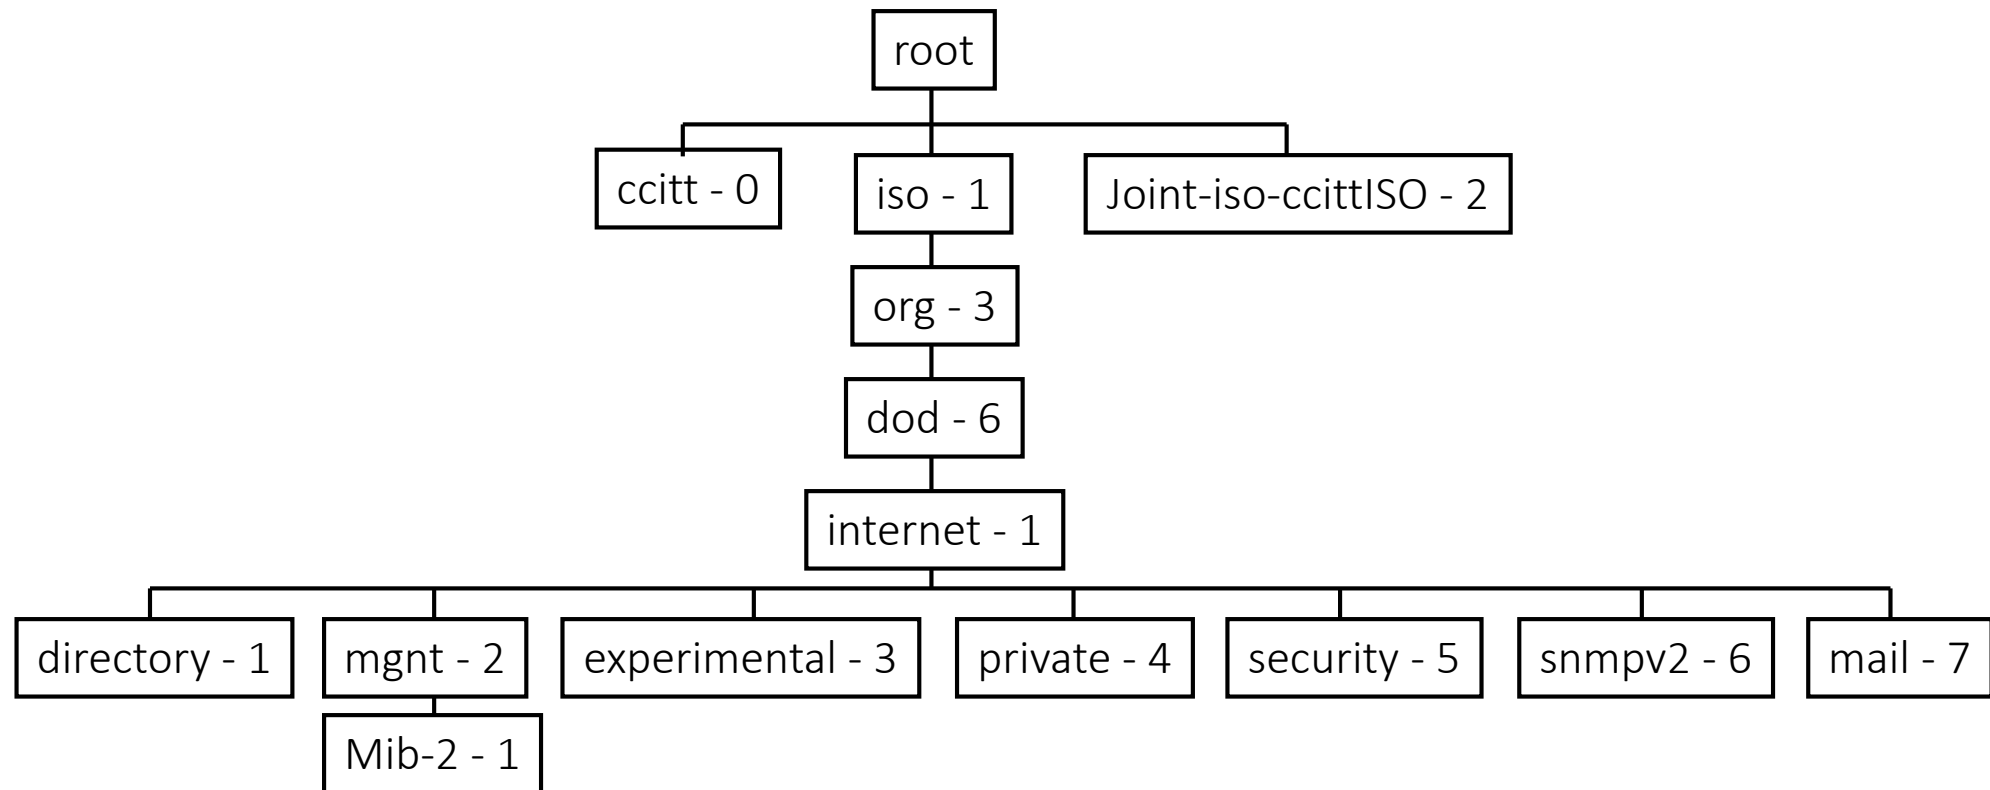 root
ccitt - 0
iso - 1
Joint-iso-ccittISO - 2
org - 3
dod - 6
internet - 1
directory - 1
mgnt - 2
experimental - 3
private - 4
security - 5
snmpv2 - 6
mail - 7
Mib-2 - 1